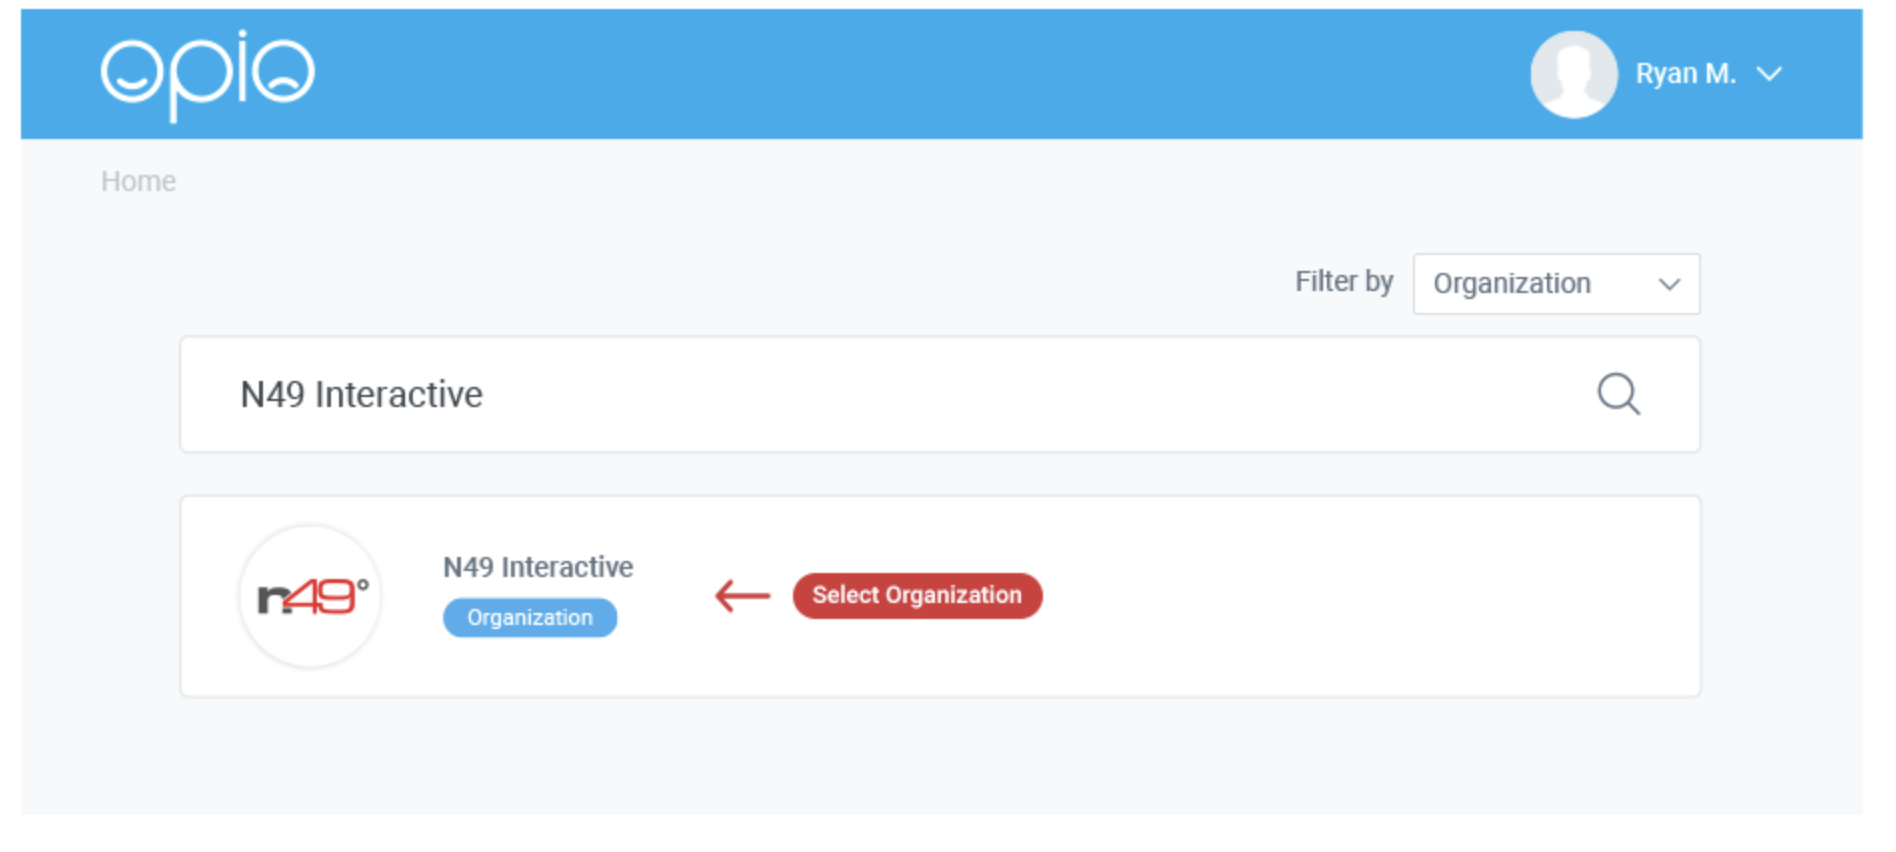 opio
Ryan M.
Home
Filter by Organization
N49 Interactive
n49°
N49 Interactive
Organization
Select Organization